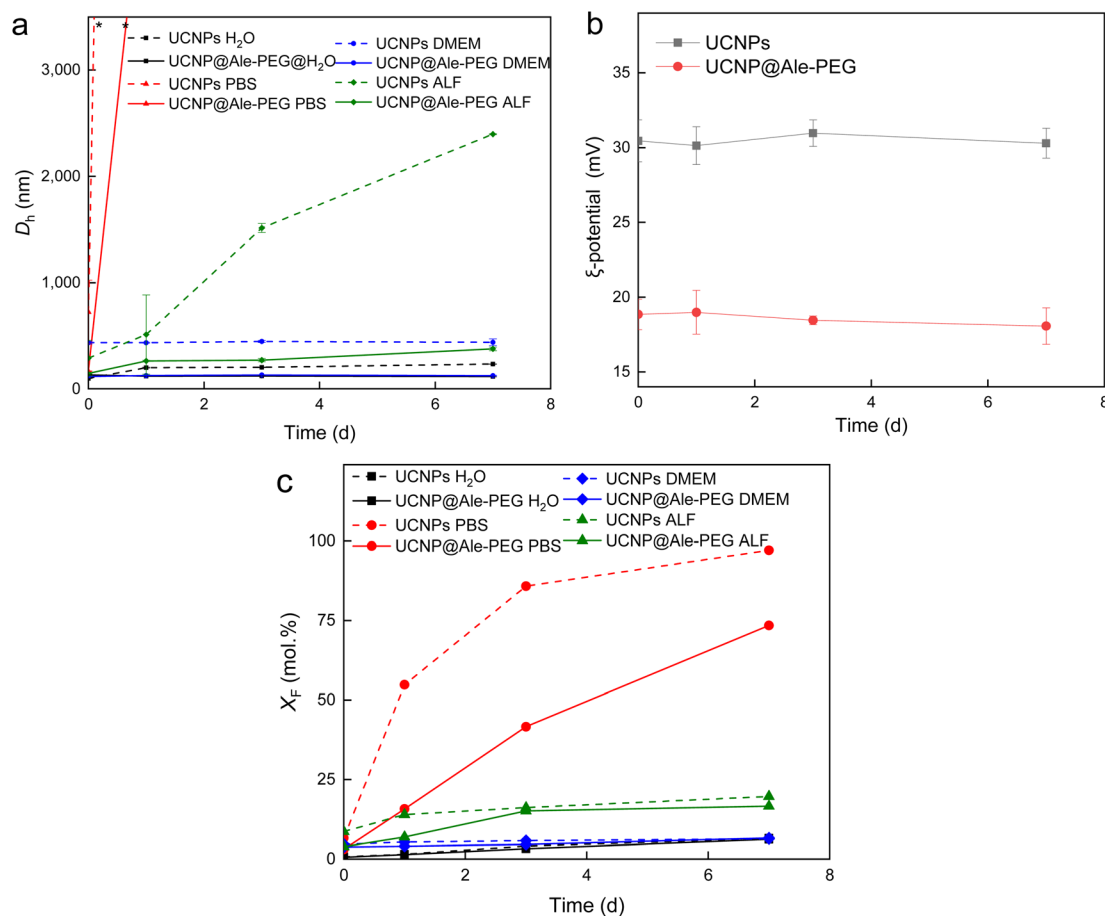 a
* *
3,000
2,000
1,000
0
D_h (nm)
UCNPs H₂O
UCNP@Ale-PEG@H₂O
UCNPs PBS
UCNP@Ale-PEG PBS
UCNPs DMEM
UCNP@Ale-PEG DMEM
UCNPs ALF
UCNP@Ale-PEG ALF
0 2 4 6 8
Time (d)
b
UCNPs
UCNP@Ale-PEG
35
30
25
20
15
ξ-potential (mV)
0 2 4 6 8
Time (d)
c
UCNPs H₂O
UCNP@Ale-PEG H₂O
UCNPs PBS
UCNP@Ale-PEG PBS
UCNPs DMEM
UCNP@Ale-PEG DMEM
UCNPs ALF
UCNP@Ale-PEG ALF
100
75
50
25
0
X_F (mol.%)
0 2 4 6 8
Time (d)